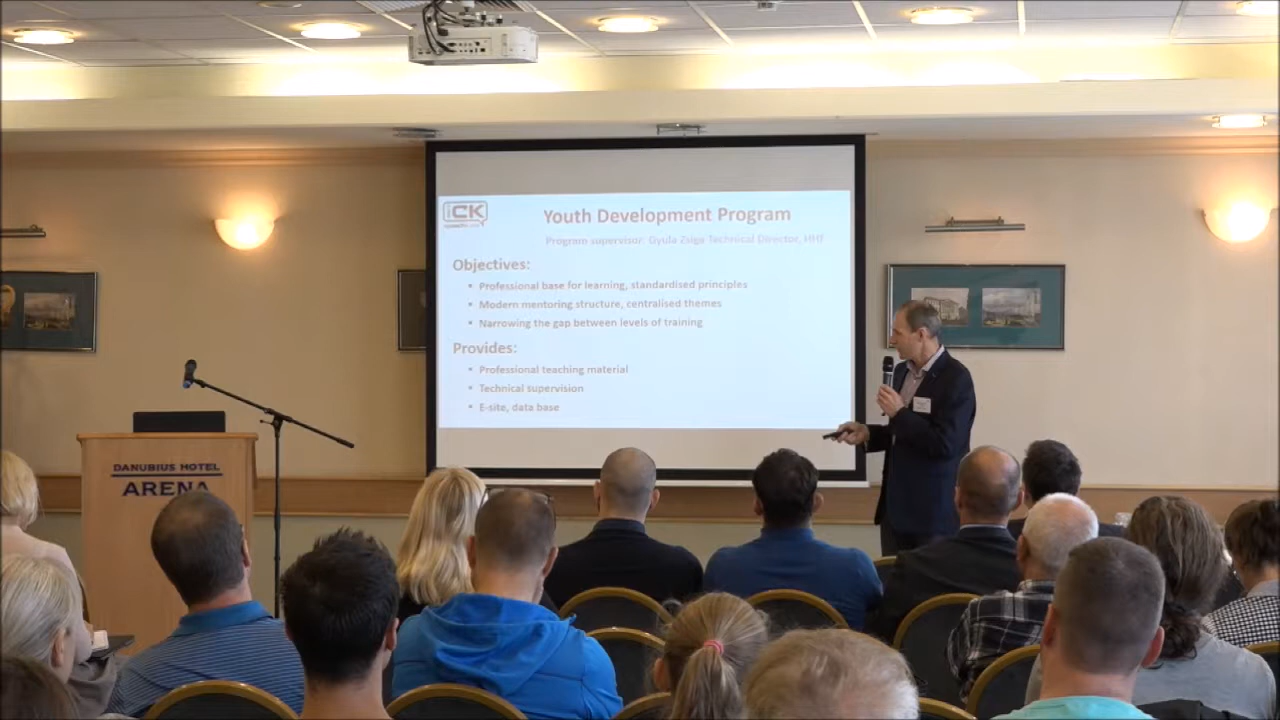 iCK
Youth Development Program
Program supervisor: Gyula Zsiga Technical Director, HHF
Objectives:
▪ Professional base for learning, standardised principles
▪ Modern mentoring structure, centralised themes
▪ Narrowing the gap between levels of training
Provides:
▪ Professional teaching material
▪ Technical supervision
▪ E-site, data base
DANUBIUS HOTEL
ARENA